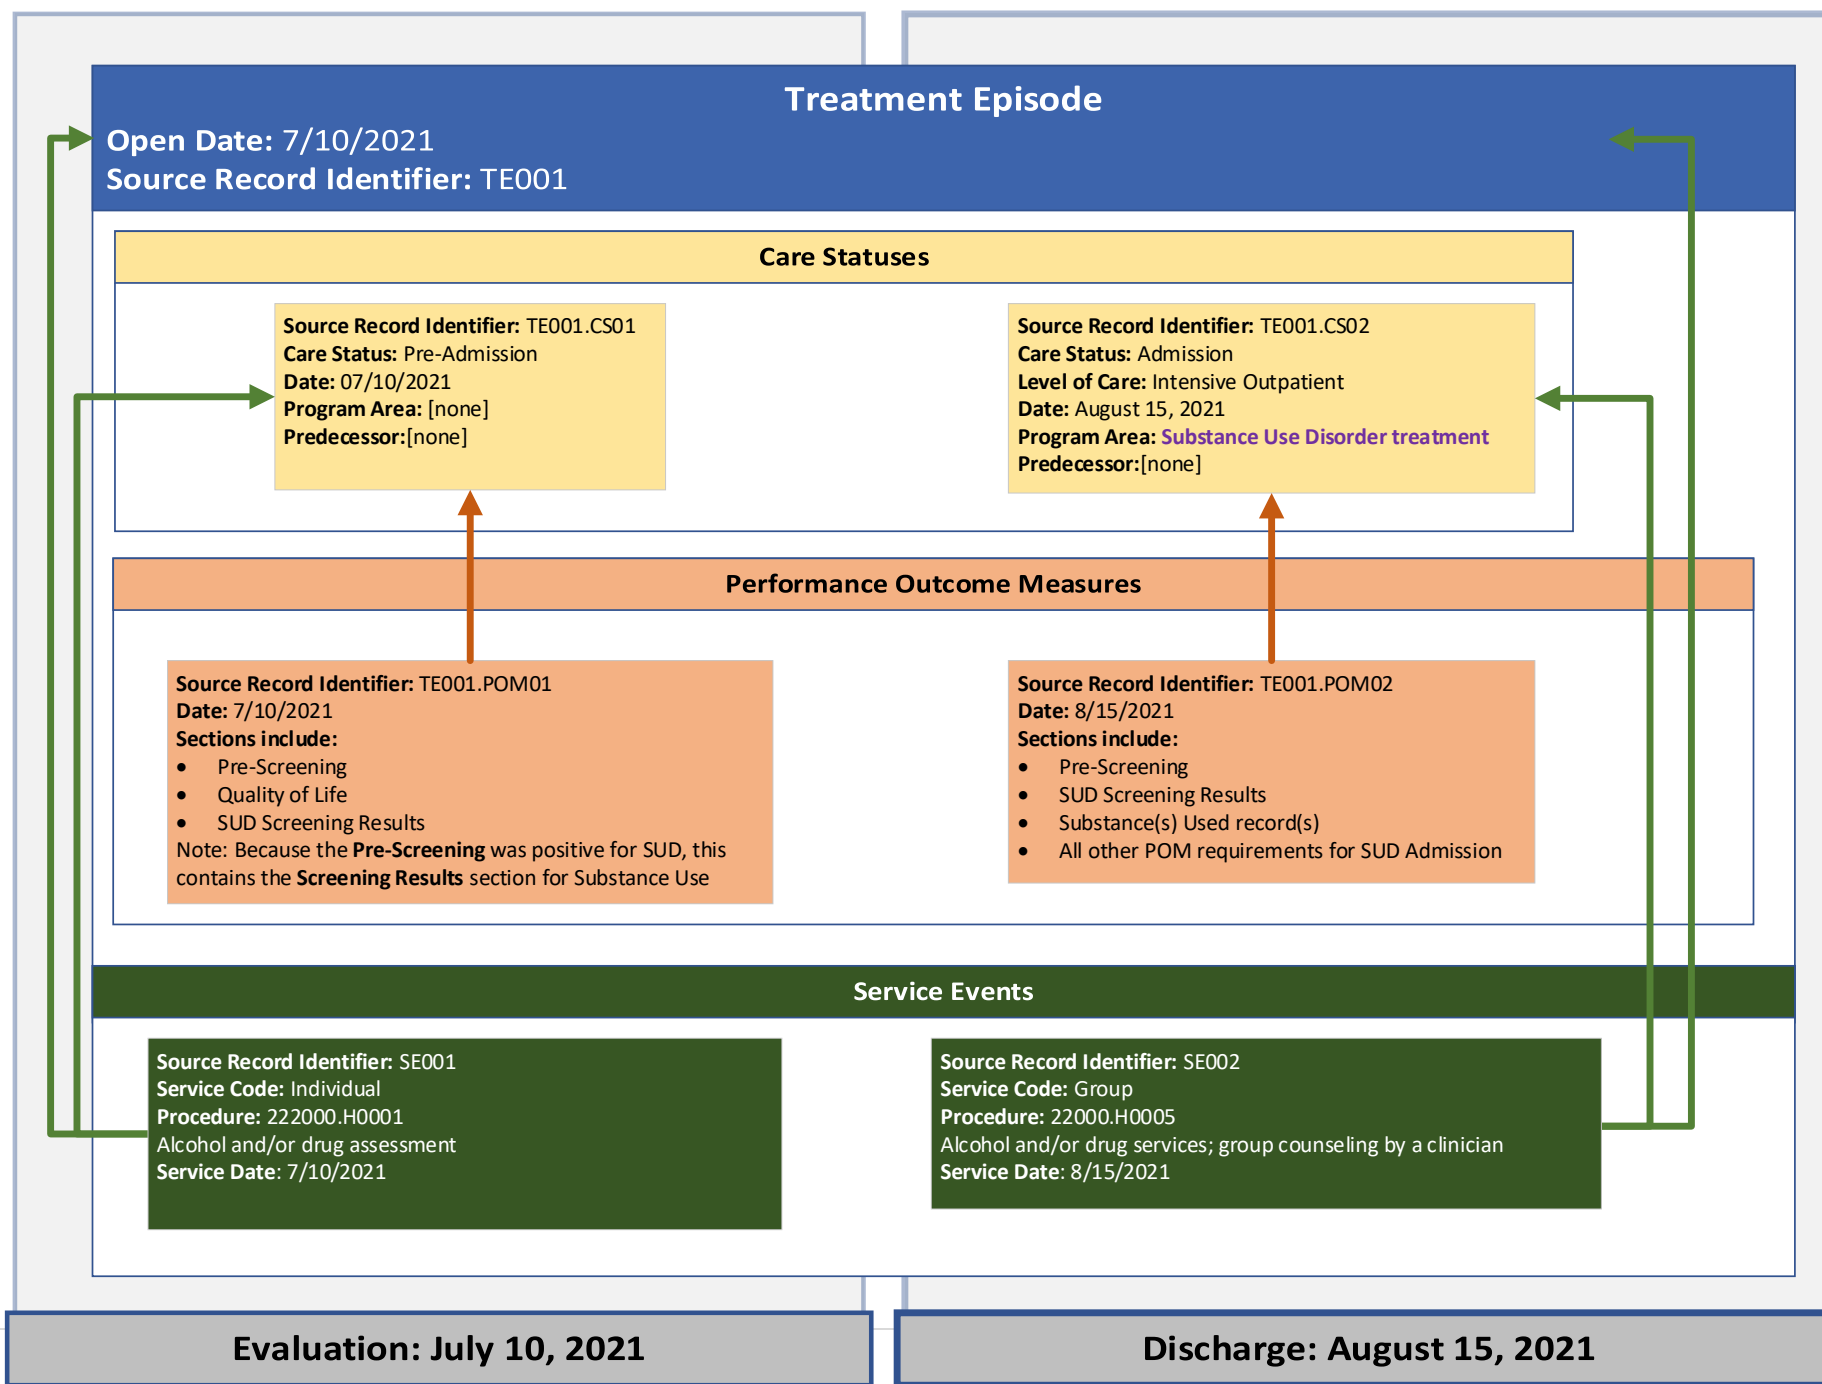 Treatment Episode
Open Date: 7/10/2021
Source Record Identifier: TE001
Care Statuses
Source Record Identifier: TE001.CS01
Care Status: Pre-Admission
Date: 07/10/2021
Program Area: [none]
Predecessor:[none]
Source Record Identifier: TE001.CS02
Care Status: Admission
Level of Care: Intensive Outpatient
Date: August 15, 2021
Program Area: Substance Use Disorder treatment
Predecessor:[none]
Performance Outcome Measures
Source Record Identifier: TE001.POM01
Date: 7/10/2021
Sections include:
• Pre-Screening
• Quality of Life
• SUD Screening Results
Note: Because the Pre-Screening was positive for SUD, this
contains the Screening Results section for Substance Use
Source Record Identifier: TE001.POM02
Date: 8/15/2021
Sections include:
• Pre-Screening
• SUD Screening Results
• Substance(s) Used record(s)
• All other POM requirements for SUD Admission
Service Events
Source Record Identifier: SE001
Service Code: Individual
Procedure: 222000.H0001
Alcohol and/or drug assessment
Service Date: 7/10/2021
Source Record Identifier: SE002
Service Code: Group
Procedure: 22000.H0005
Alcohol and/or drug services; group counseling by a clinician
Service Date: 8/15/2021
Evaluation: July 10, 2021
Discharge: August 15, 2021